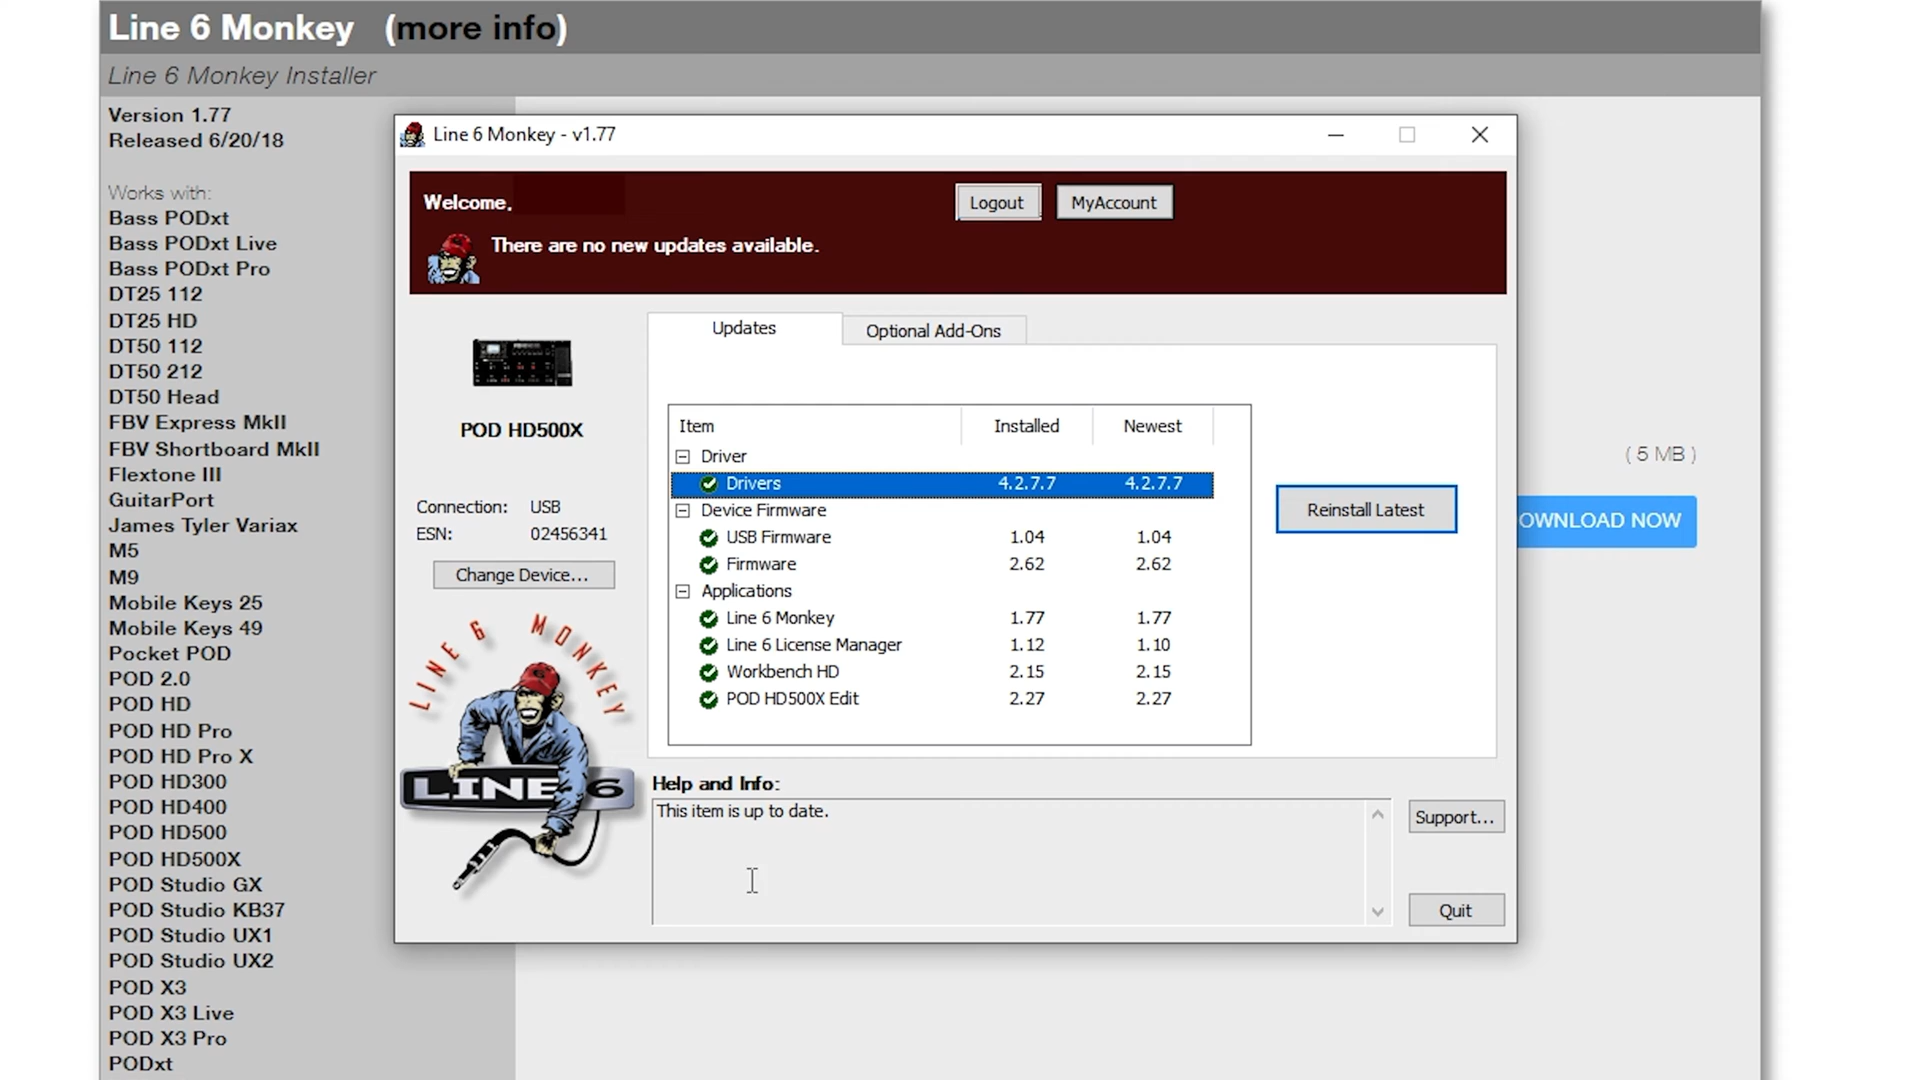 Line 6 Monkey (more info)
Line 6 Monkey Installer
Version 1.77
Released 6/20/18
Works with:
Bass PODxt
Bass PODxt Live
Bass PODxt Pro
DT25 112
DT25 HD
DT50 112
DT50 212
DT50 Head
FBV Express MkII
FBV Shortboard MkII
Flextone III
GuitarPort
James Tyler Variax
M5
M9
Mobile Keys 25
Mobile Keys 49
Pocket POD
POD 2.0
POD HD
POD HD Pro
POD HD Pro X
POD HD300
POD HD400
POD HD500
POD HD500X
POD Studio GX
POD Studio KB37
POD Studio UX1
POD Studio UX2
POD X3
POD X3 Live
POD X3 Pro
PODxt
Line 6 Monkey - v1.77
Welcome,
Logout
MyAccount
There are no new updates available.
POD HD500X
Connection: USB
ESN: 02456341
Change Device...
LINE 6 MONKEY
LINE 6
Updates
Optional Add-Ons
Item Installed Newest
Driver
Drivers 4.2.7.7 4.2.7.7
Device Firmware
USB Firmware 1.04 1.04
Firmware 2.62 2.62
Applications
Line 6 Monkey 1.77 1.77
Line 6 License Manager 1.12 1.10
Workbench HD 2.15 2.15
POD HD500X Edit 2.27 2.27
Reinstall Latest
Help and Info:
This item is up to date.
Support...
Quit
( 5 MB )
OWNLOAD NOW